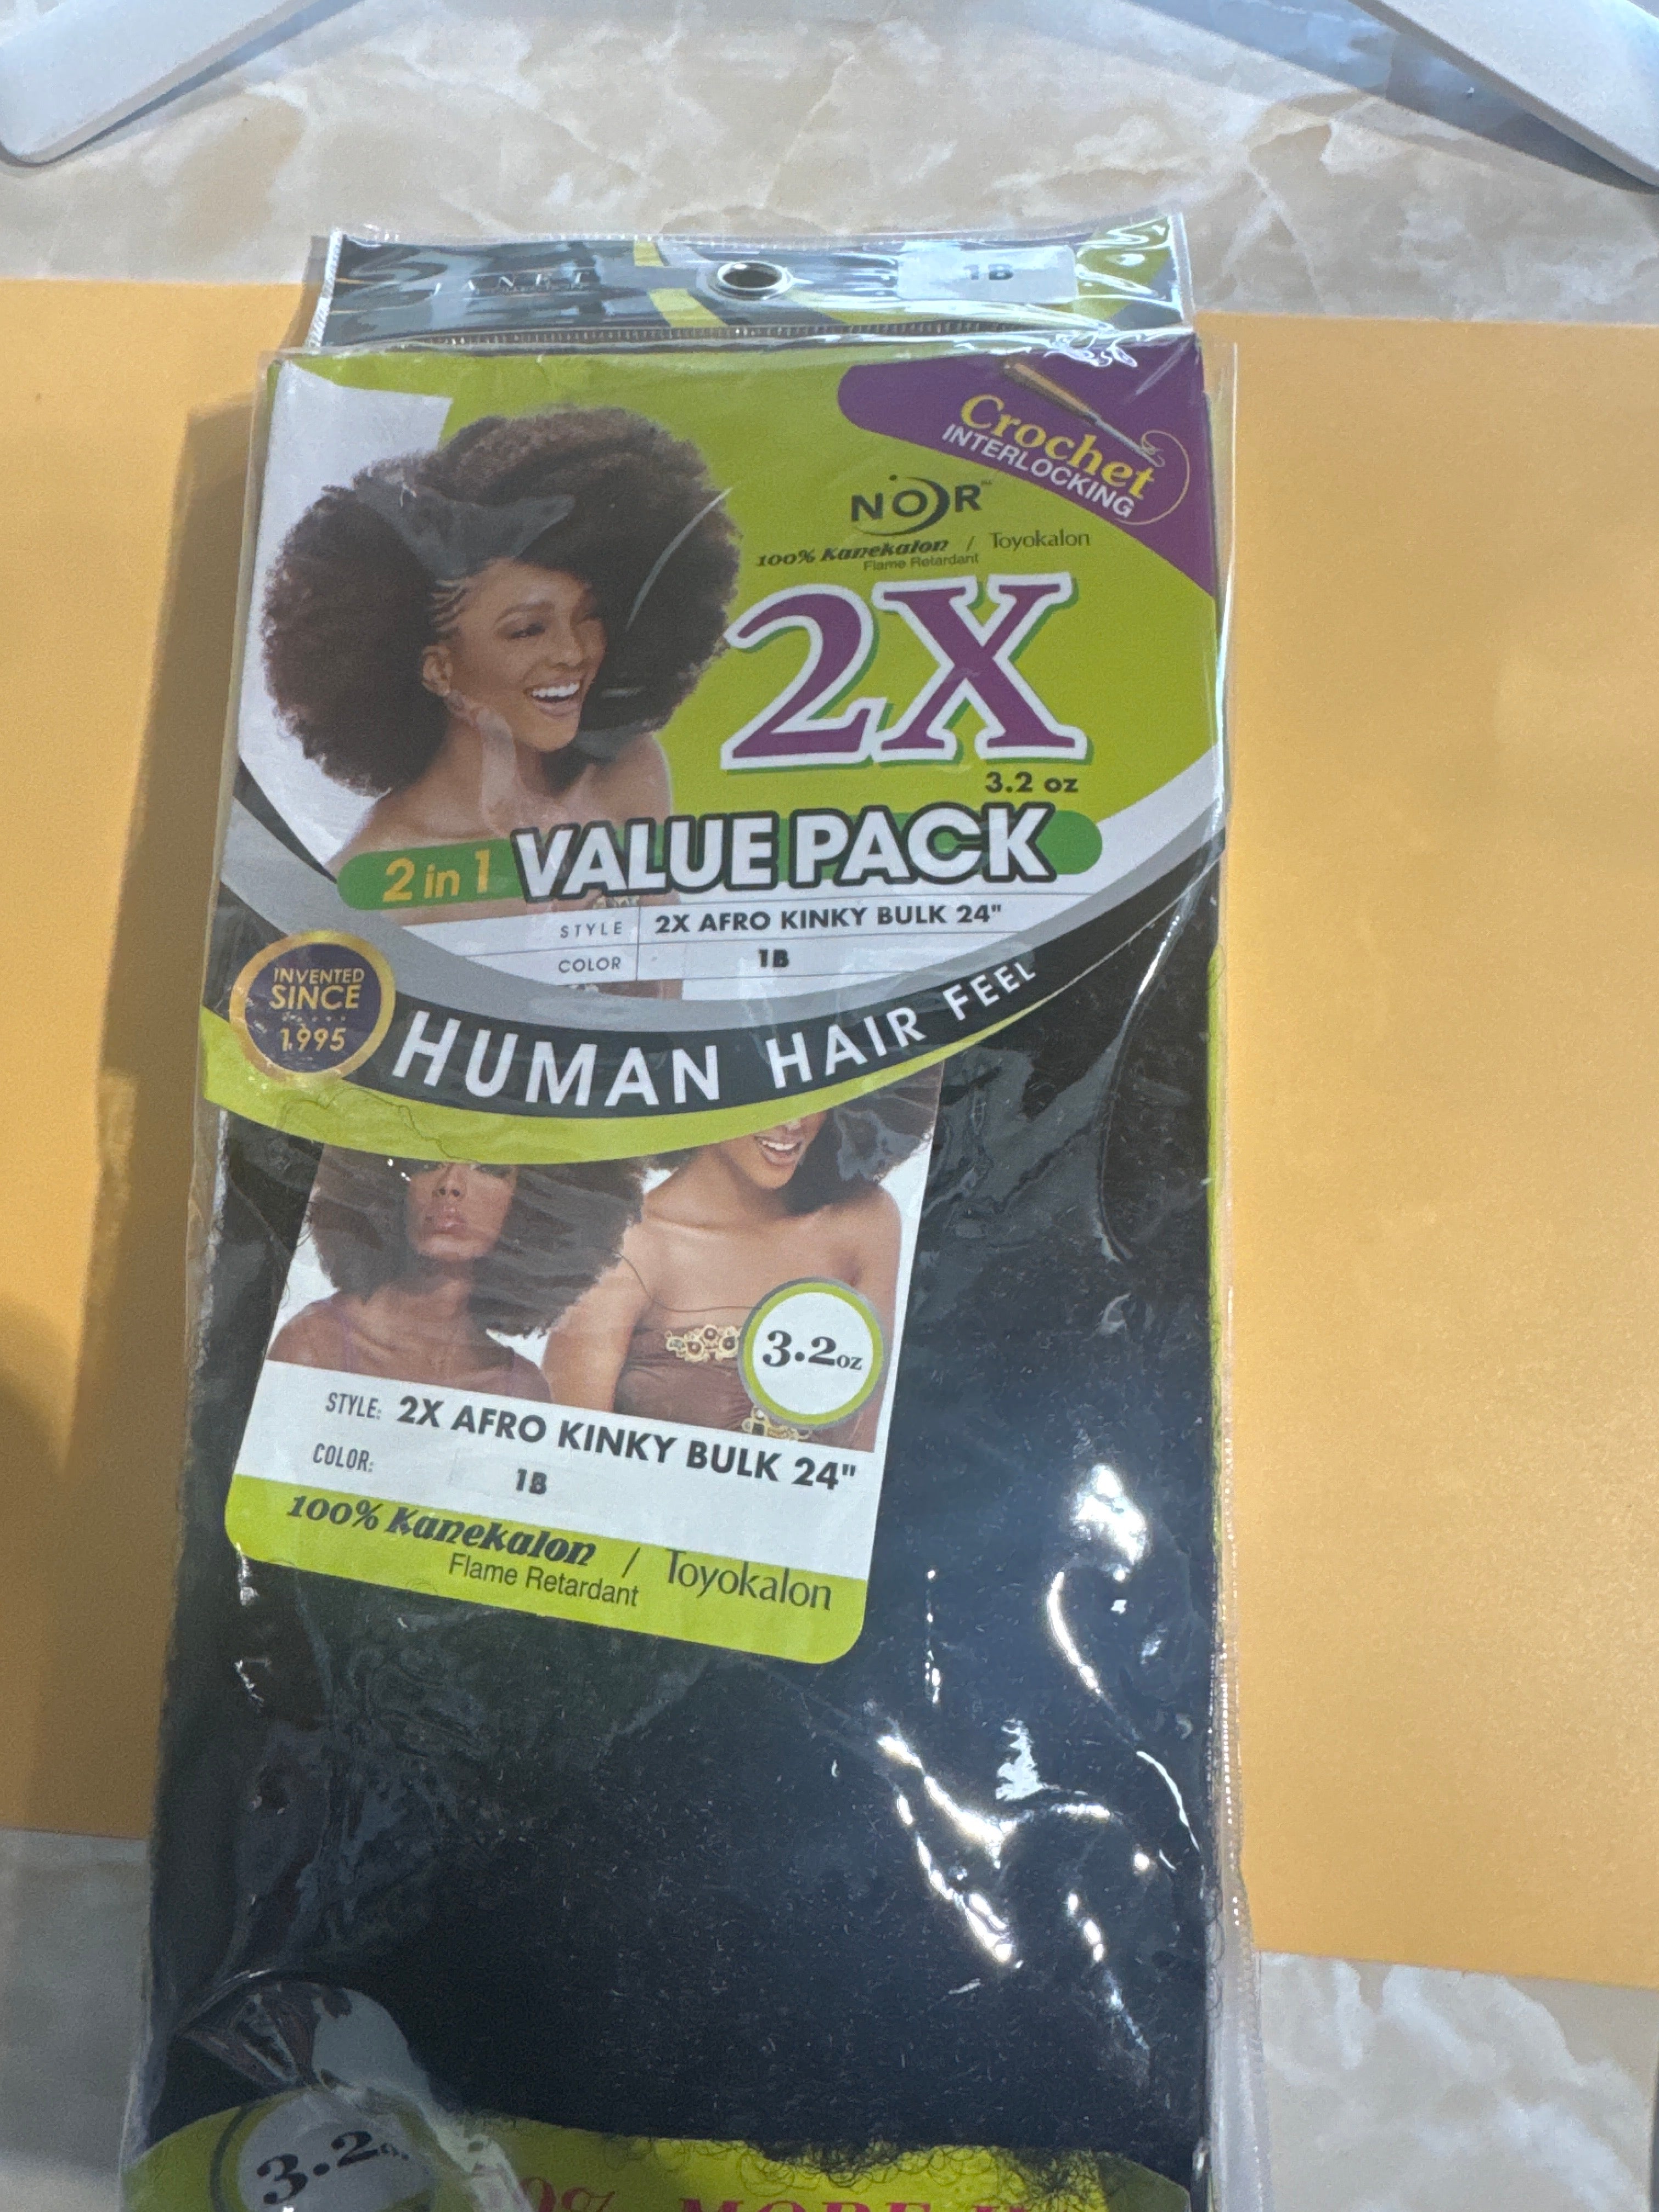 1B
Crochet
INTERLOCKING
NOIR
100% Kanekalon / Toyokalon
Flame Retardant
2X
3.2 oz
2 in 1 VALUE PACK
STYLE 2X AFRO KINKY BULK 24"
COLOR 1B
INVENTED
SINCE
1995
HUMAN HAIR FEEL
3.2oz
STYLE: 2X AFRO KINKY BULK 24"
COLOR: 1B
100% Kanekalon / Toyokalon
Flame Retardant
3.2
MORE